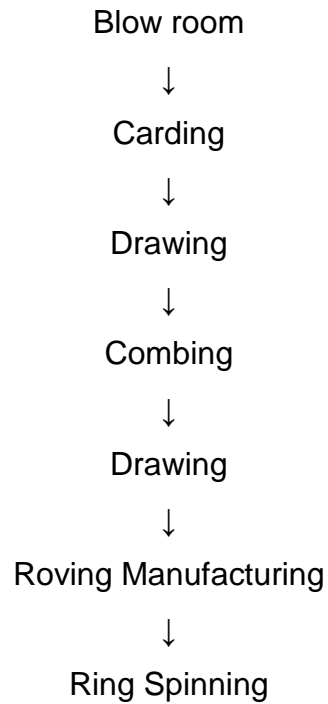 Blow room
↓
Carding
↓
Drawing
↓
Combing
↓
Drawing
↓
Roving Manufacturing
↓
Ring Spinning